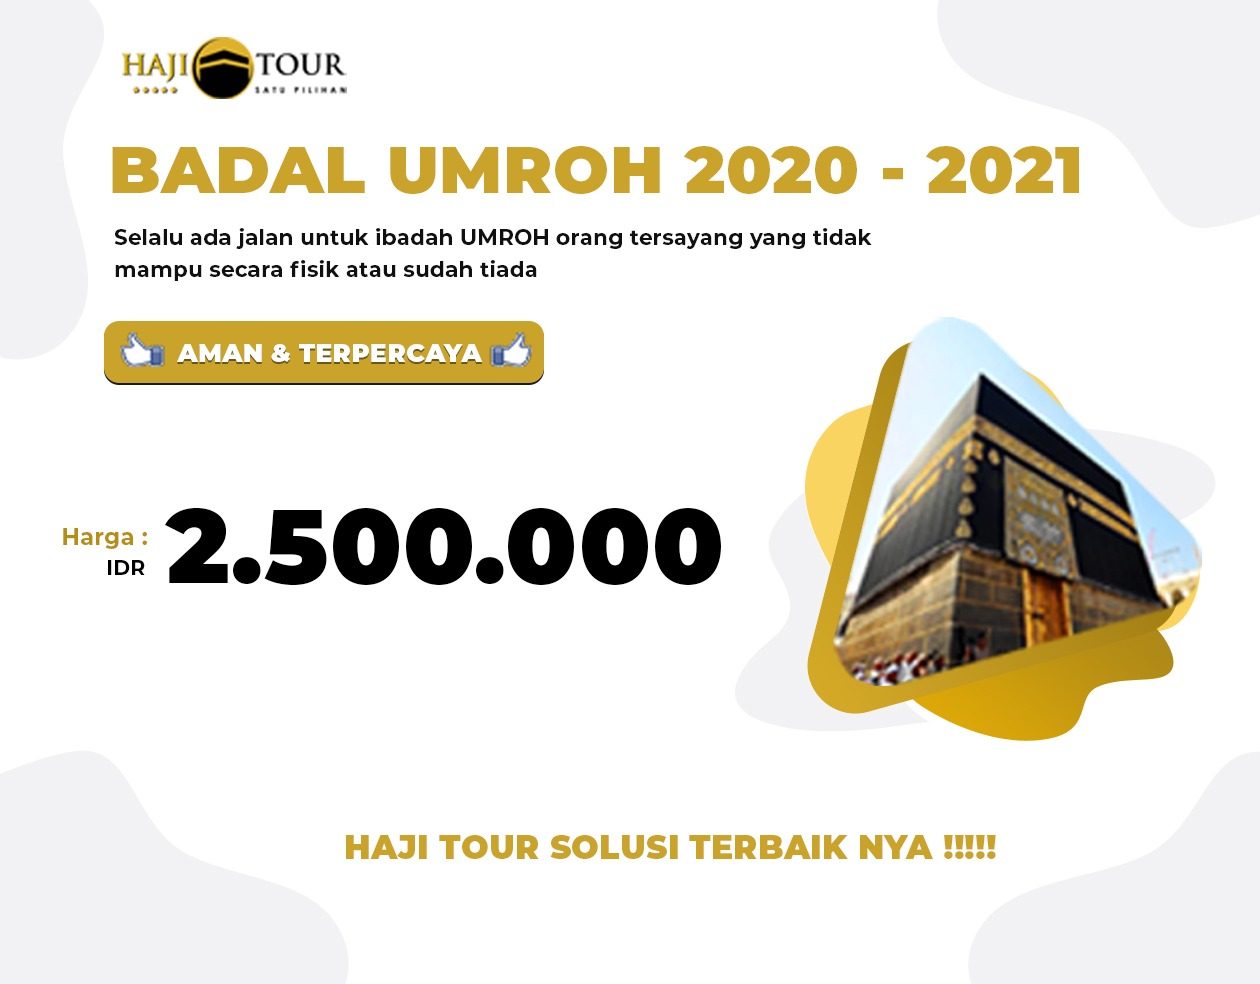 HAJI TOUR
SATU PILIHAN
BADAL UMROH 2020 - 2021
Selalu ada jalan untuk ibadah UMROH orang tersayang yang tidak
mampu secara fisik atau sudah tiada
AMAN & TERPERCAYA
Harga :
IDR
2.500.000
HAJI TOUR SOLUSI TERBAIK NYA !!!!!